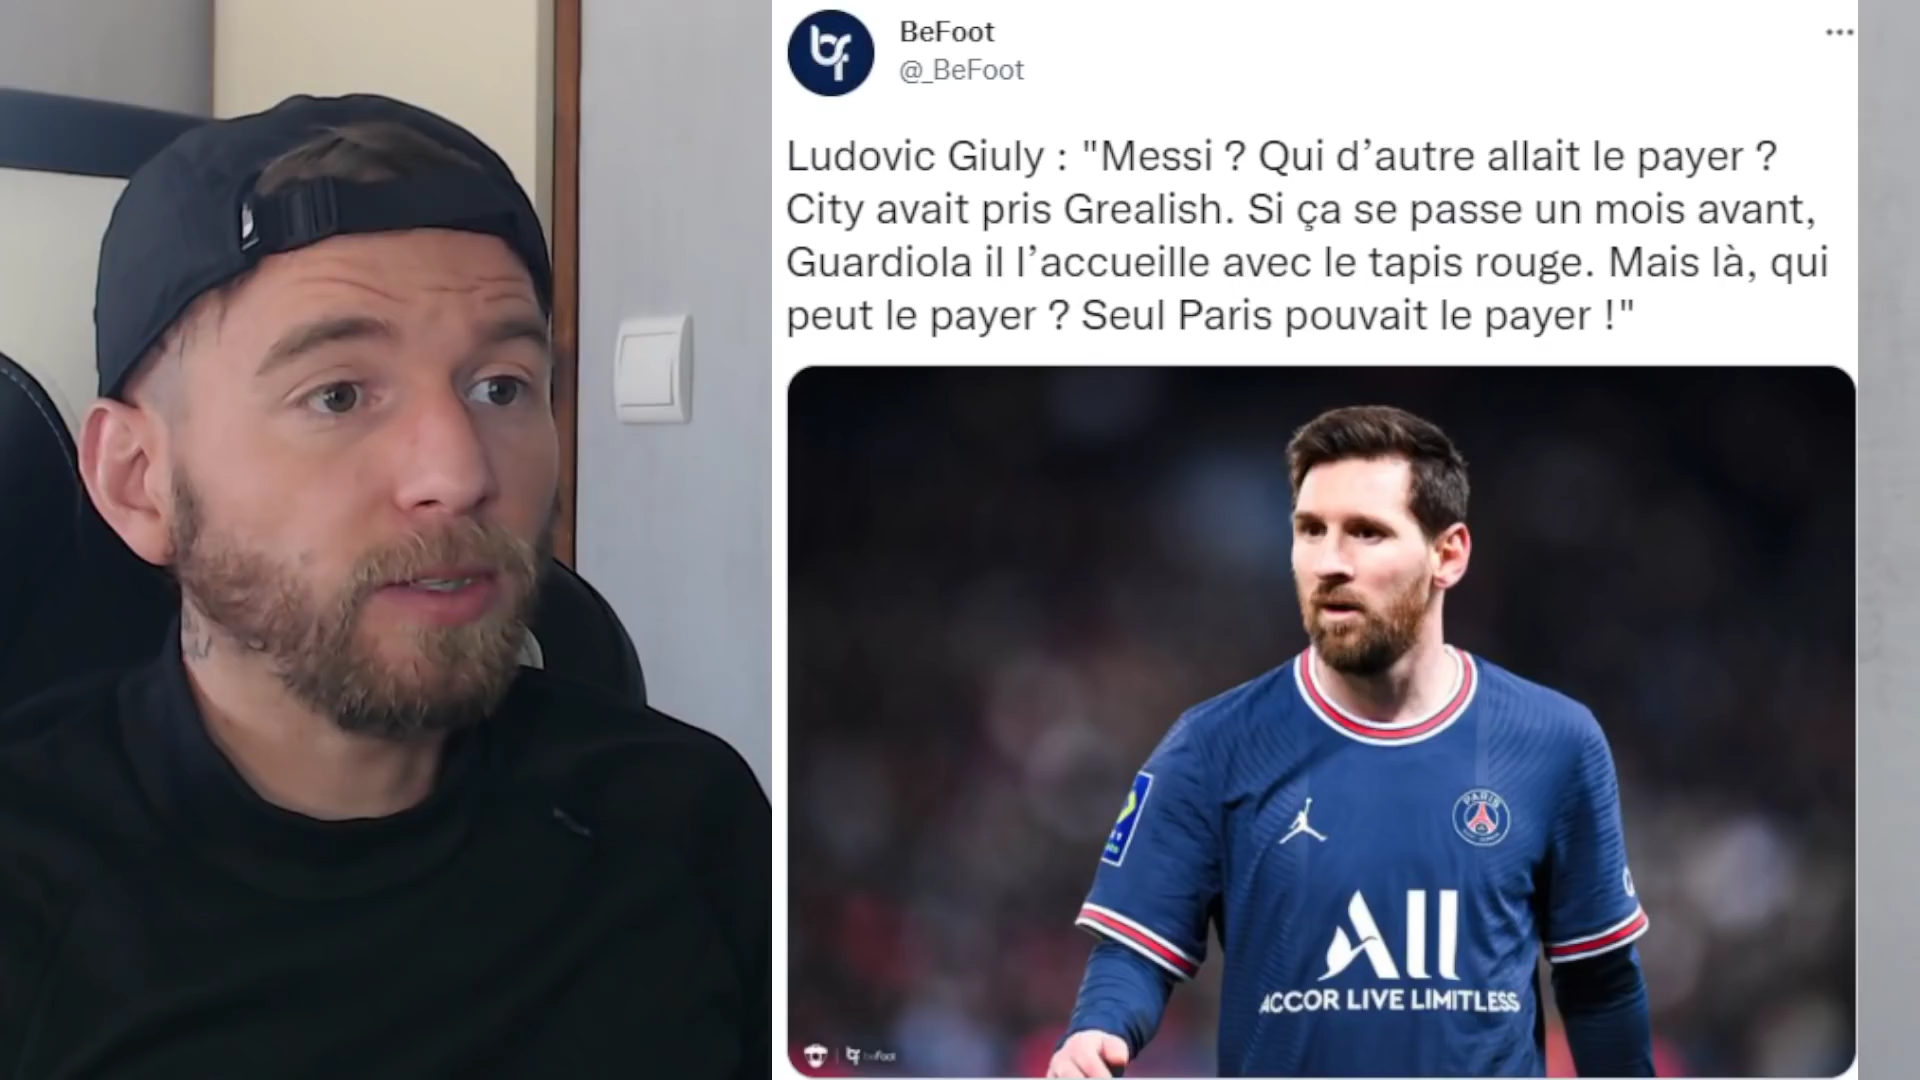 BeFoot
@_BeFoot
Ludovic Giuly : "Messi ? Qui d’autre allait le payer ?
City avait pris Grealish. Si ça se passe un mois avant,
Guardiola il l’accueille avec le tapis rouge. Mais là, qui
peut le payer ? Seul Paris pouvait le payer !"
PARIS
ALL
ACCOR LIVE LIMITLESS
befoot